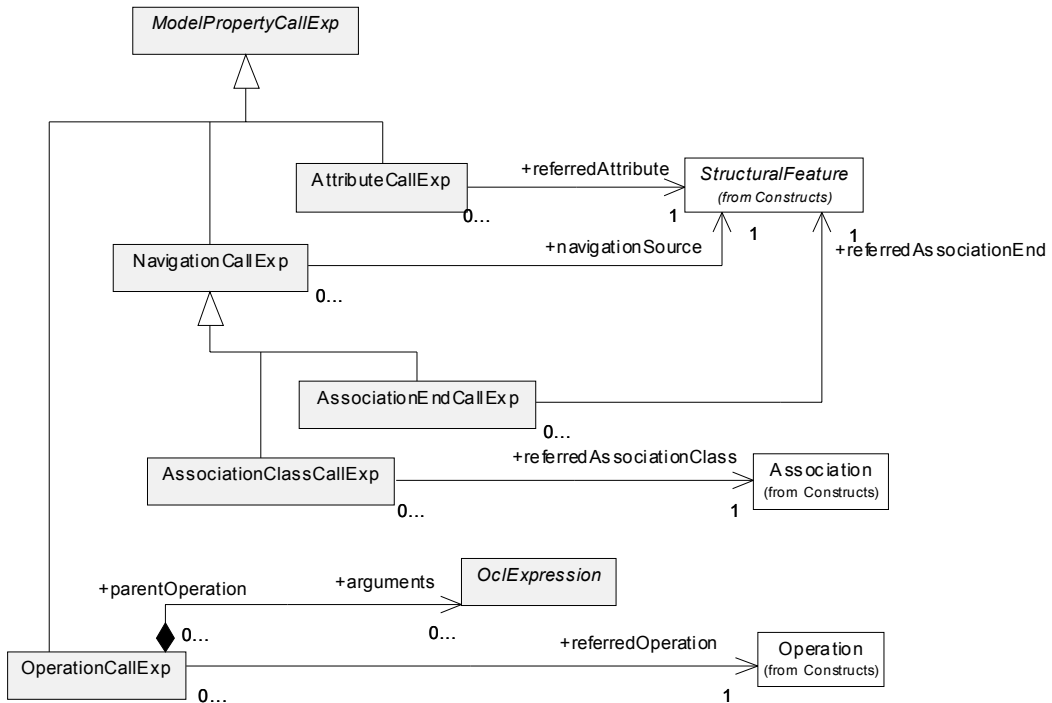 ModelPropertyCallExp
AttributeCallExp
+referredAttribute
0...
1
StructuralFeature
(from Constructs)
NavigationCallExp
+navigationSource
0...
1
1
+referredAssociationEnd
AssociationEndCallExp
0...
AssociationClassCallExp
+referredAssociationClass
0...
1
Association
(from Constructs)
+parentOperation
+arguments
OclExpression
0...
0...
OperationCallExp
+referredOperation
0...
1
Operation
(from Constructs)